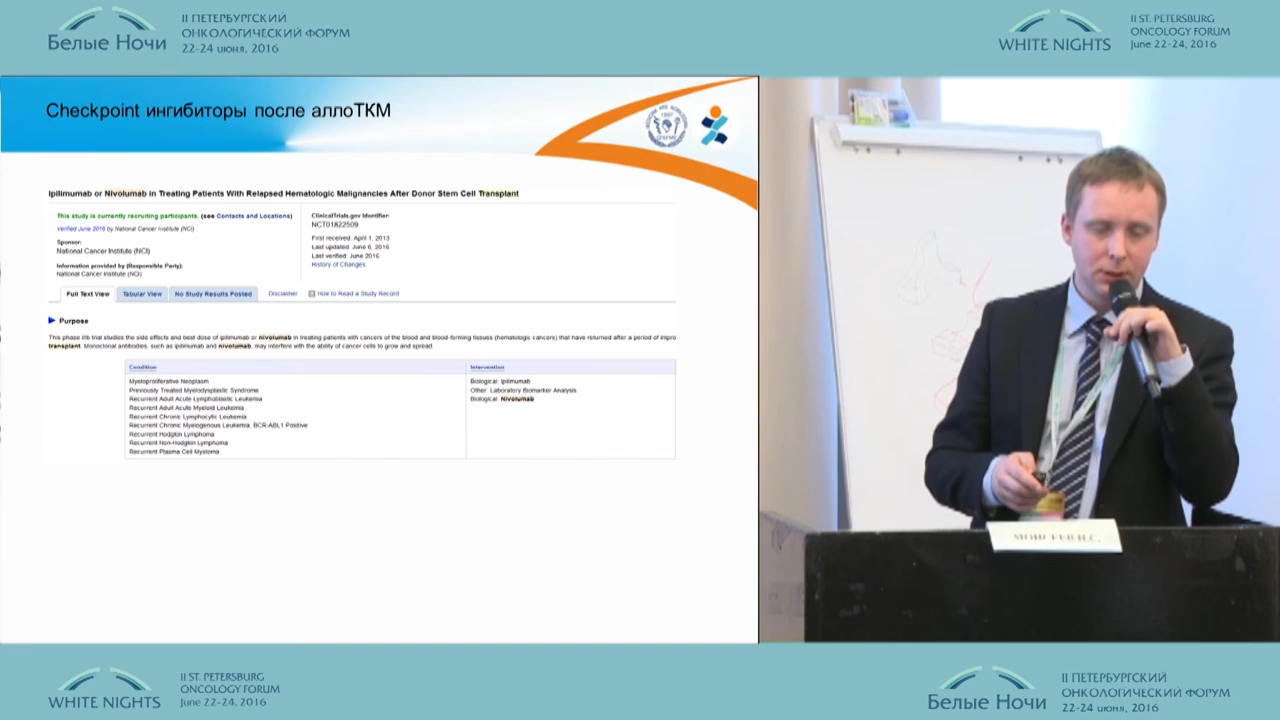 II ПЕТЕРБУРГСКИЙ
ОНКОЛОГИЧЕСКИЙ ФОРУМ
Белые Ночи
22-24 июня, 2016
II ST. PETERSBURG
ONCOLOGY FORUM
WHITE NIGHTS
June 22-24, 2016
Checkpoint ингибиторы после аллоТКМ
Ipilimumab or Nivolumab in Treating Patients With Relapsed Hematologic Malignancies After Donor Stem Cell Transplant
This study is currently recruiting participants. (see Contacts and Locations)
Verified June 2016 by National Cancer Institute (NCI)
Sponsor:
National Cancer Institute (NCI)
Information provided by (Responsible Party):
National Cancer Institute (NCI)
ClinicalTrials.gov Identifier:
NCT01822509
First received: April 1, 2013
Last updated: June 6, 2016
Last verified: June 2016
History of Changes
Full Text View Tabular View No Study Results Posted Disclaimer How to Read a Study Record
Purpose
This phase I/Ib trial studies the side effects and best dose of ipilimumab or nivolumab in treating patients with cancers of the blood and blood-forming tissues (hematologic cancers) that have returned after a period of impro
transplant. Monoclonal antibodies, such as ipilimumab and nivolumab, may interfere with the ability of cancer cells to grow and spread.
Condition Intervention
Myeloproliferative Neoplasm
Previously Treated Myelodysplastic Syndrome
Recurrent Adult Acute Lymphoblastic Leukemia
Recurrent Adult Acute Myeloid Leukemia
Recurrent Chronic Lymphocytic Leukemia
Recurrent Chronic Myelogenous Leukemia, BCR-ABL1 Positive
Recurrent Hodgkin Lymphoma
Recurrent Non-Hodgkin Lymphoma
Recurrent Plasma Cell Myeloma
Biological: Ipilimumab
Other: Laboratory Biomarker Analysis
Biological: Nivolumab
II ST. PETERSBURG
ONCOLOGY FORUM
WHITE NIGHTS
June 22-24, 2016
II ПЕТЕРБУРГСКИЙ
ОНКОЛОГИЧЕСКИЙ ФОРУМ
Белые Ночи
22-24 июня, 2016